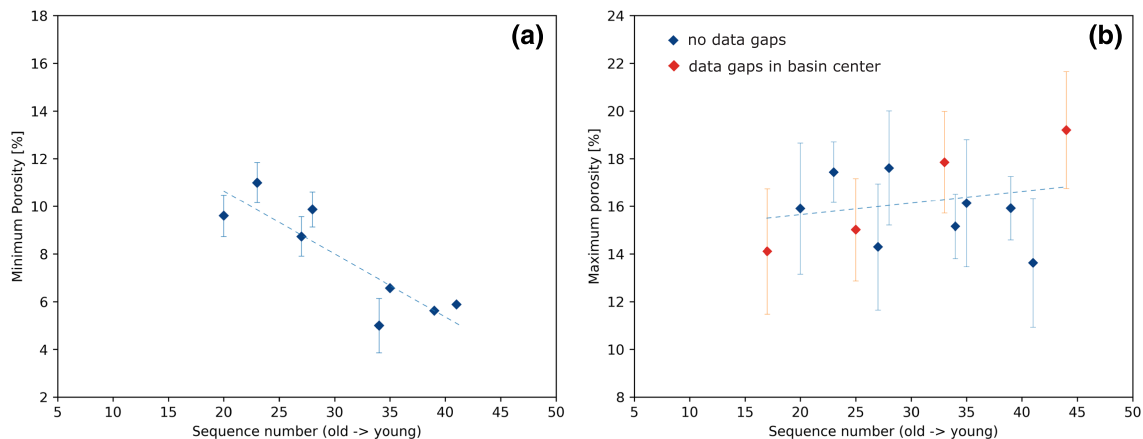 (a)
18
16
14
12
10
8
6
4
2
Minimum Porosity [%]
5 10 15 20 25 30 35 40 45 50
Sequence number (old -> young)
(b)
no data gaps
data gaps in basin center
24
22
20
18
16
14
12
10
8
Maximum porosity [%]
5 10 15 20 25 30 35 40 45 50
Sequence number (old -> young)